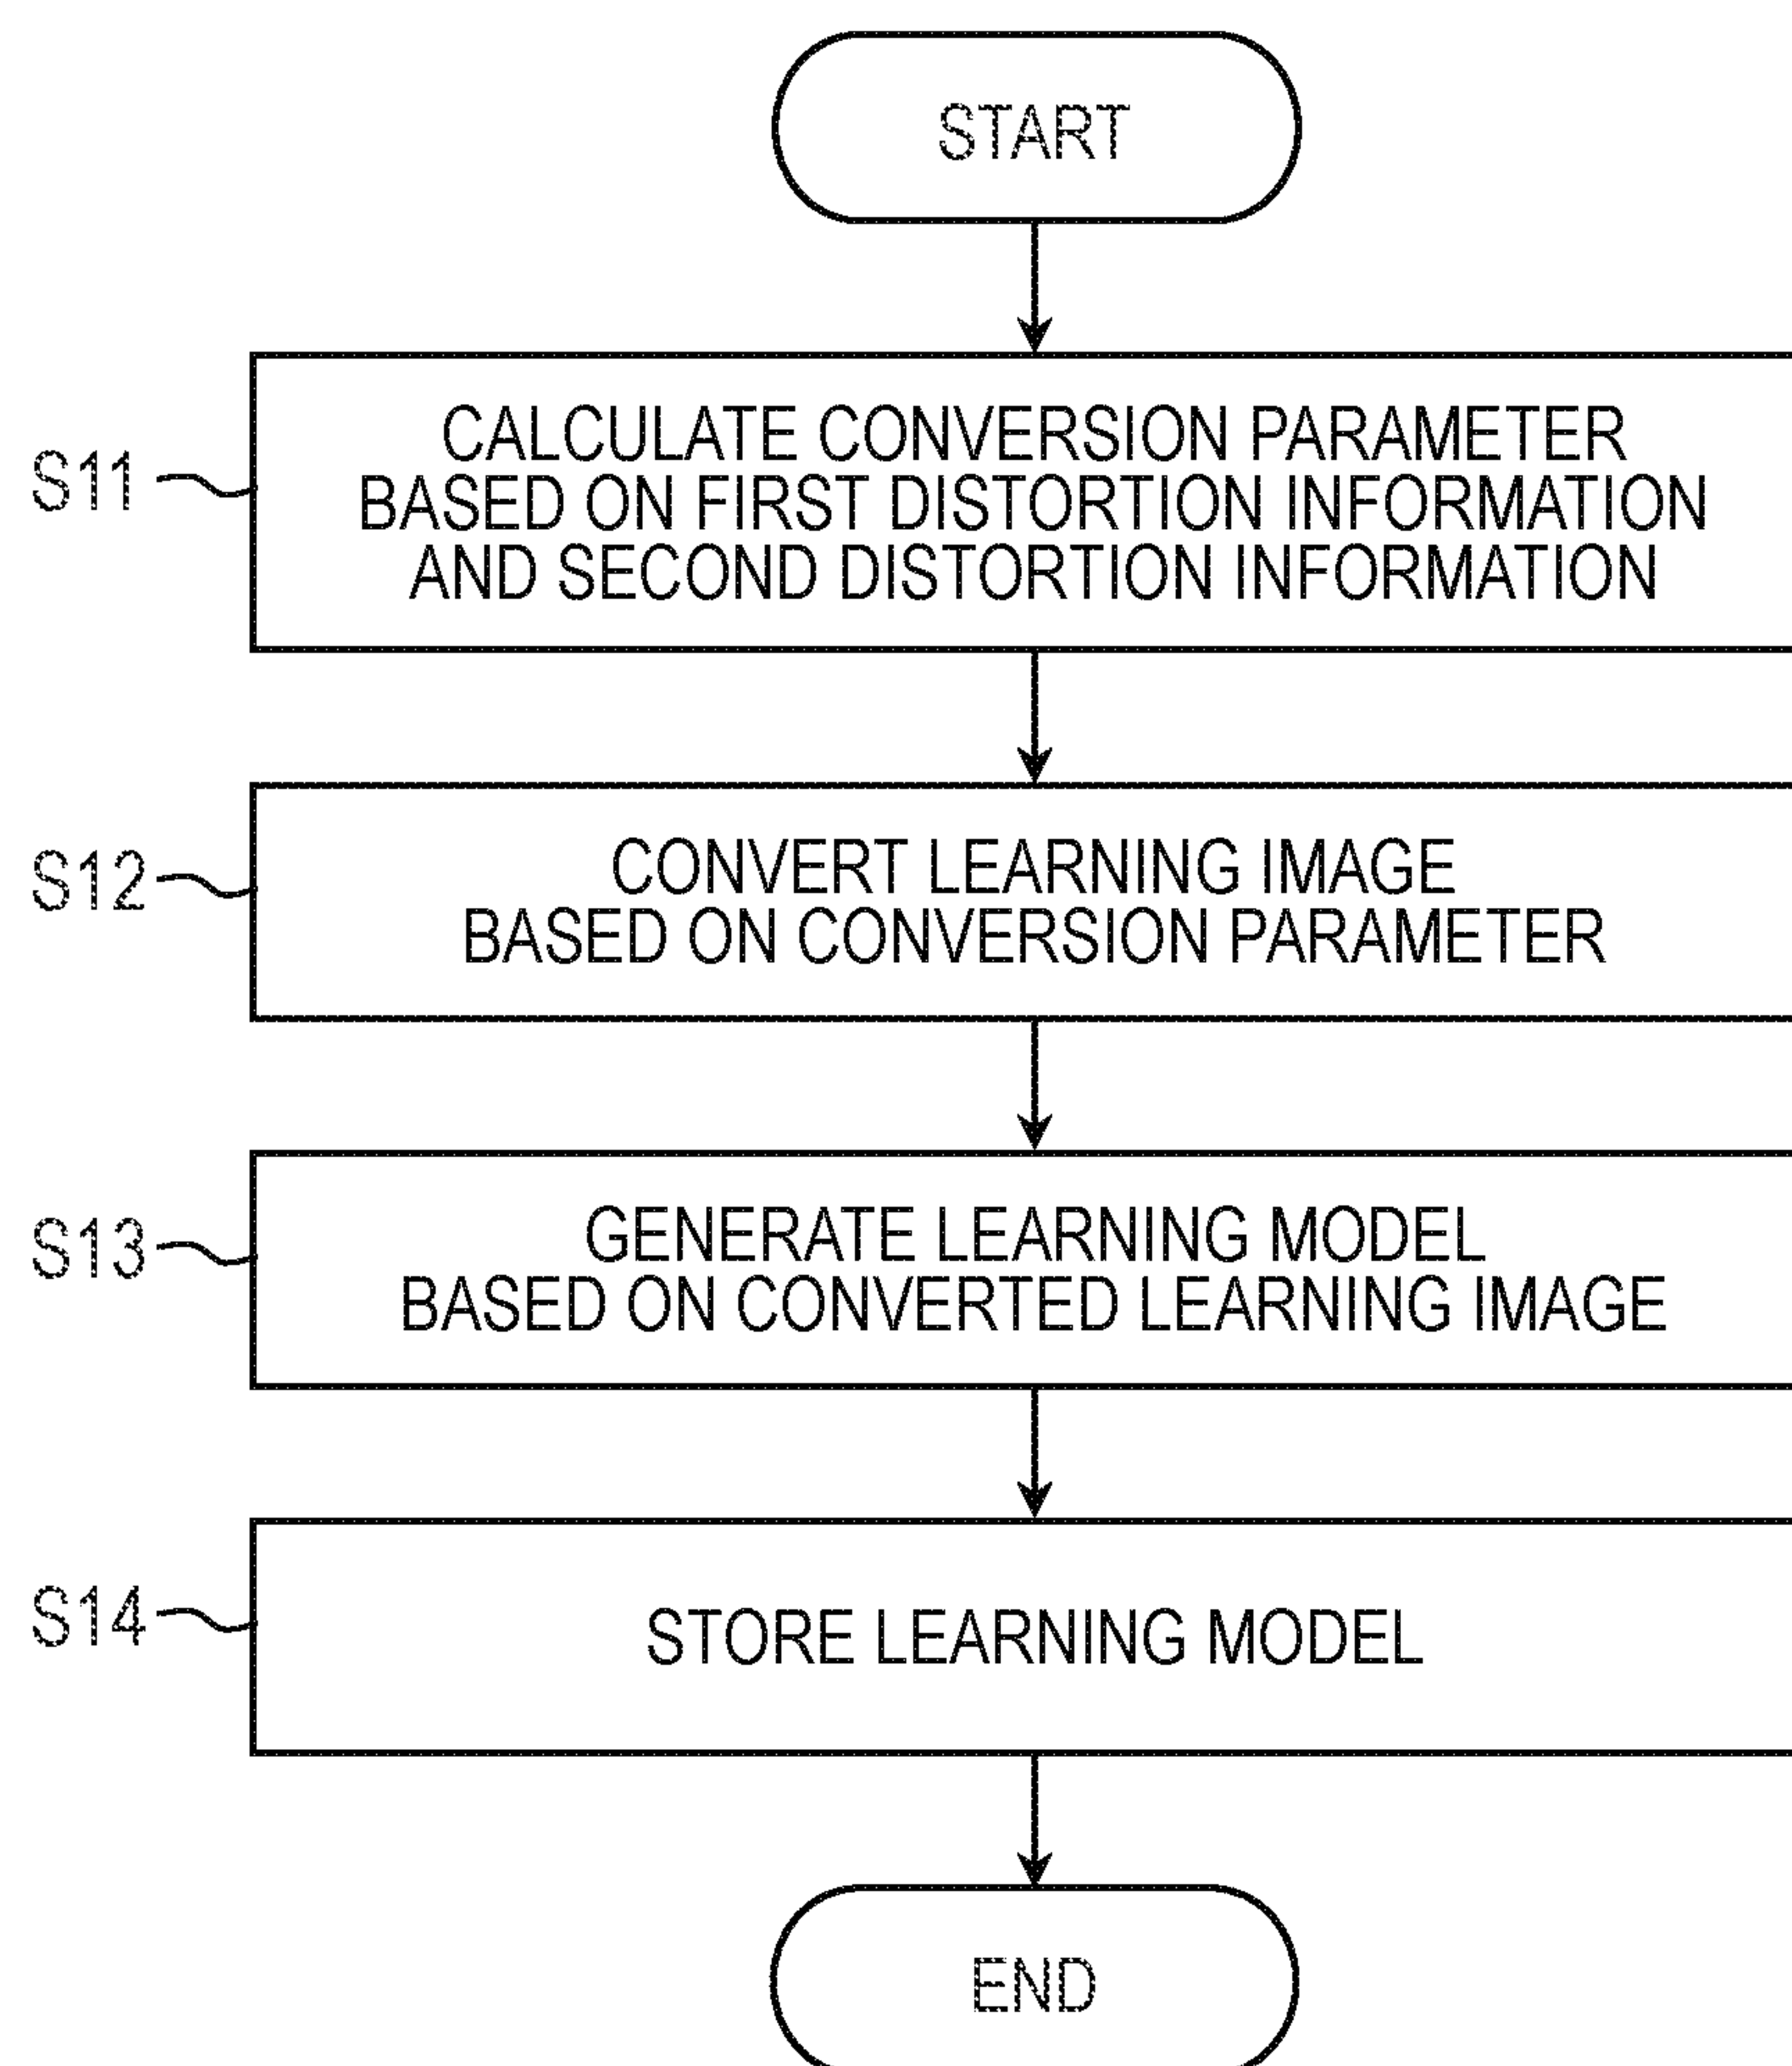 START
S11
CALCULATE CONVERSION PARAMETER
BASED ON FIRST DISTORTION INFORMATION
AND SECOND DISTORTION INFORMATION
S12
CONVERT LEARNING IMAGE
BASED ON CONVERSION PARAMETER
S13
GENERATE LEARNING MODEL
BASED ON CONVERTED LEARNING IMAGE
S14
STORE LEARNING MODEL
END